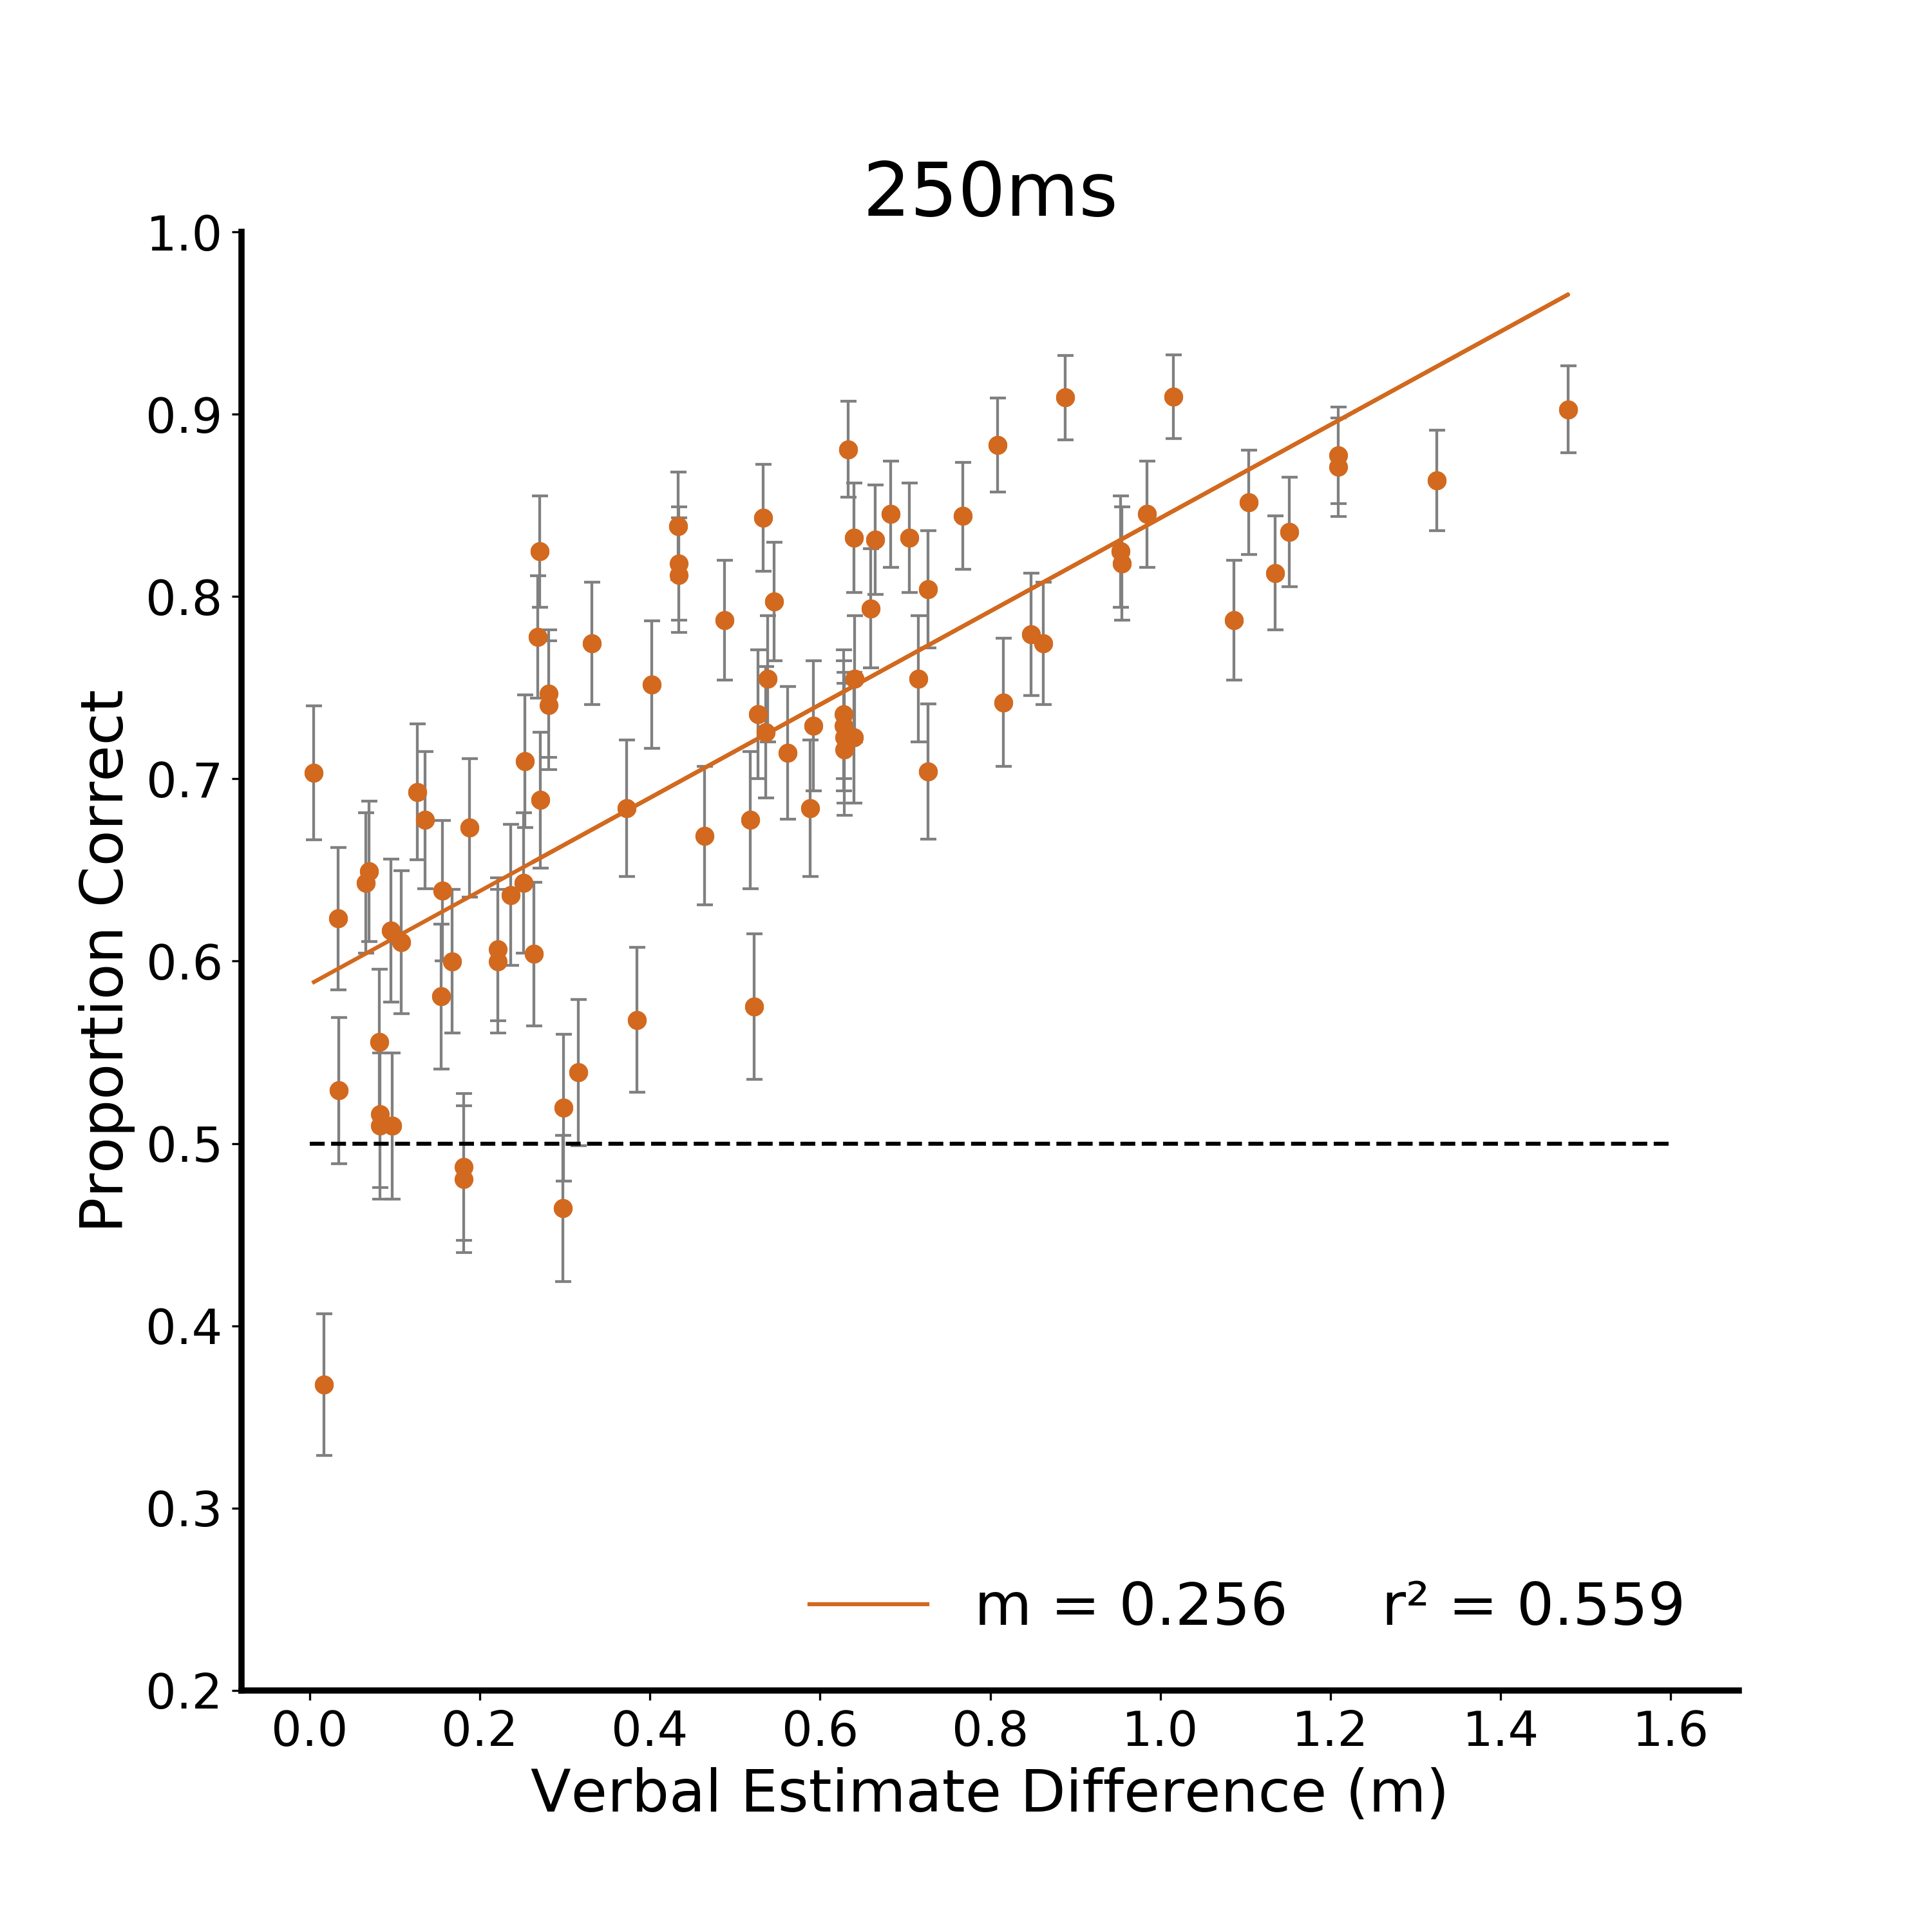 250ms
1.0
0.9
0.8
0.7
0.6
0.5
0.4
0.3
0.2
Proportion Correct
m = 0.256 r² = 0.559
0.0 0.2 0.4 0.6 0.8 1.0 1.2 1.4 1.6
Verbal Estimate Difference (m)